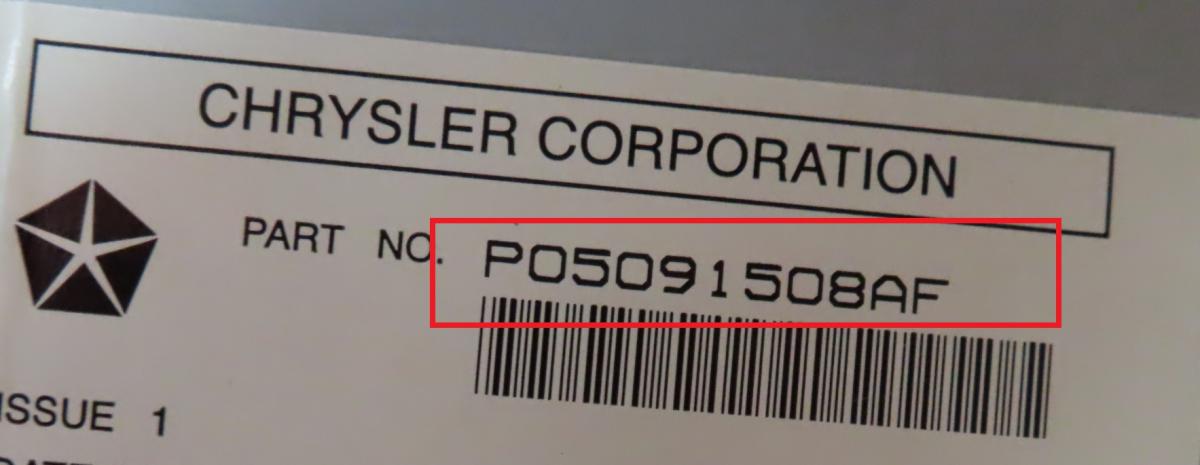 CHRYSLER CORPORATION
PART NO. P05091508AF
ISSUE 1